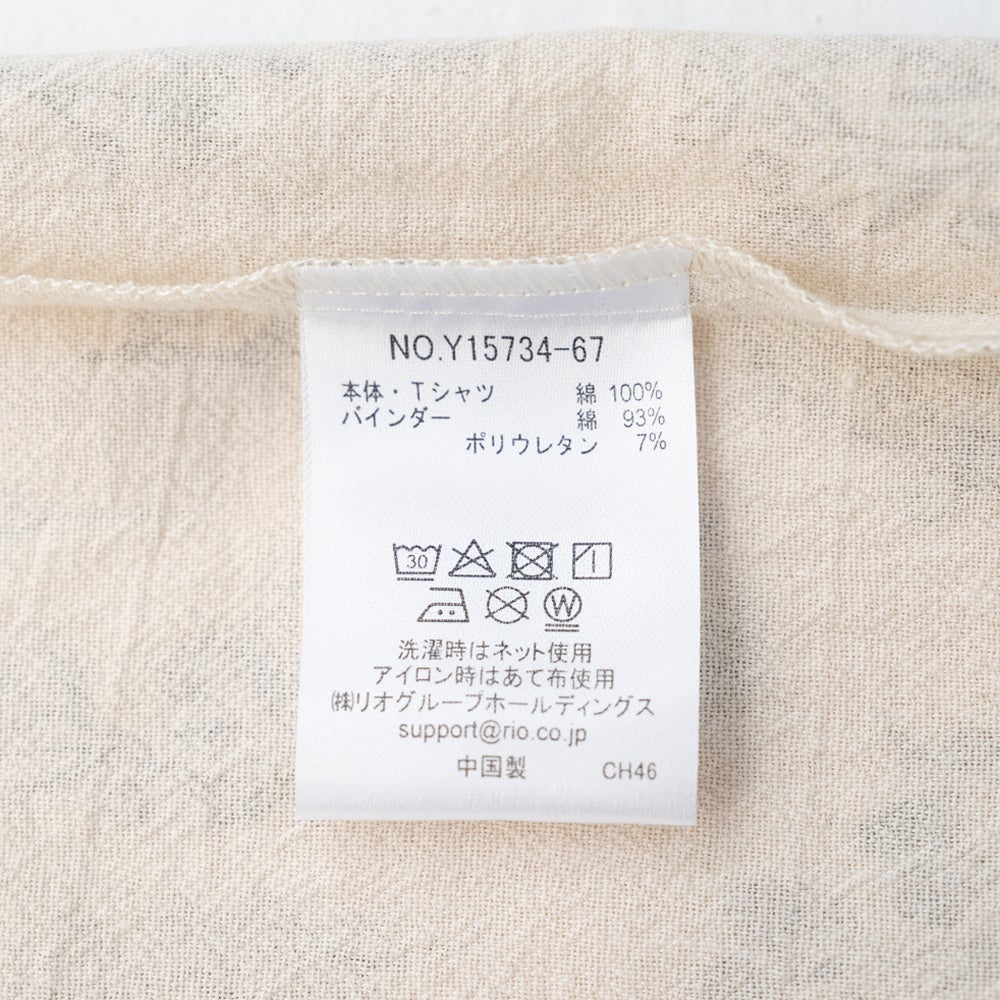 NO.Y15734-67
本体・Tシャツ 綿 100%
バインダー 綿 93%
ポリウレタン 7%
30
W
洗濯時はネット使用
アイロン時はあて布使用
㈱リオグループホールディングス
support@rio.co.jp
中国製 CH46